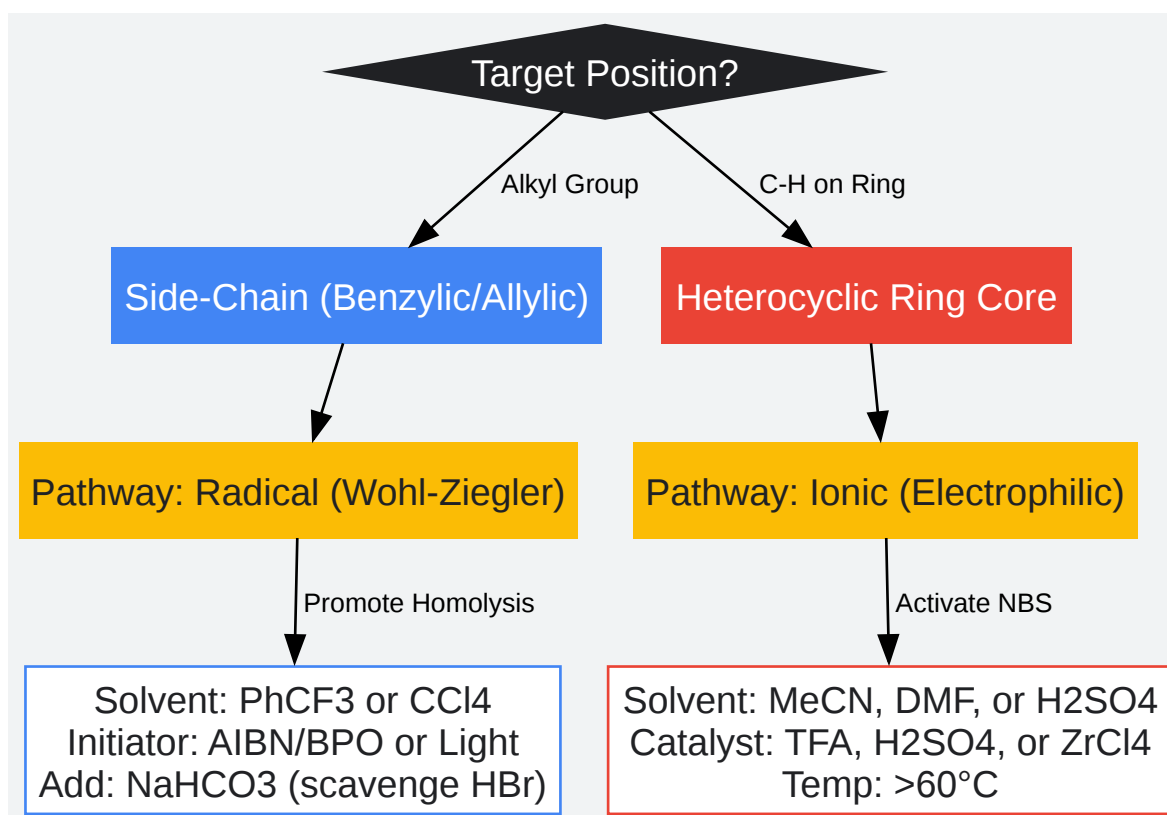 Target Position?
Alkyl Group
C-H on Ring
Side-Chain (Benzylic/Allylic)
Heterocyclic Ring Core
Pathway: Radical (Wohl-Ziegler)
Pathway: Ionic (Electrophilic)
Promote Homolysis
Activate NBS
Solvent: PhCF3 or CCl4
Initiator: AIBN/BPO or Light
Add: NaHCO3 (scavenge HBr)
Solvent: MeCN, DMF, or H2SO4
Catalyst: TFA, H2SO4, or ZrCl4
Temp: >60°C